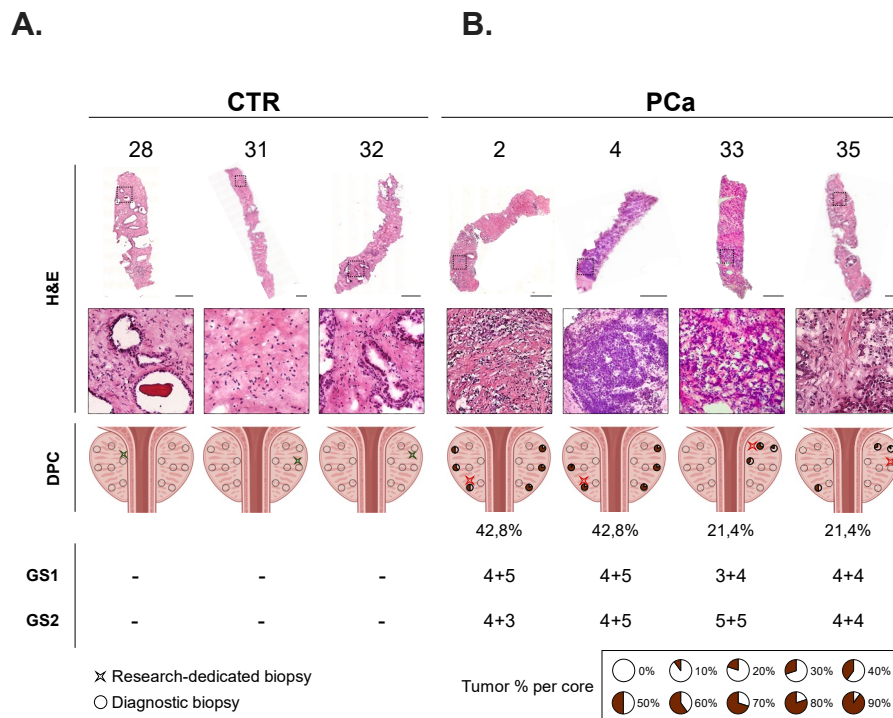 A. B.
CTR PCa
28 31 32 2 4 33 35
H&E
DPC
42,8% 42,8% 21,4% 21,4%
GS1 - - - 4+5 4+5 3+4 4+4
GS2 - - - 4+3 4+5 5+5 4+4
Research-dedicated biopsy
Diagnostic biopsy
Tumor % per core
0% 10% 20% 30% 40%
50% 60% 70% 80% 90%